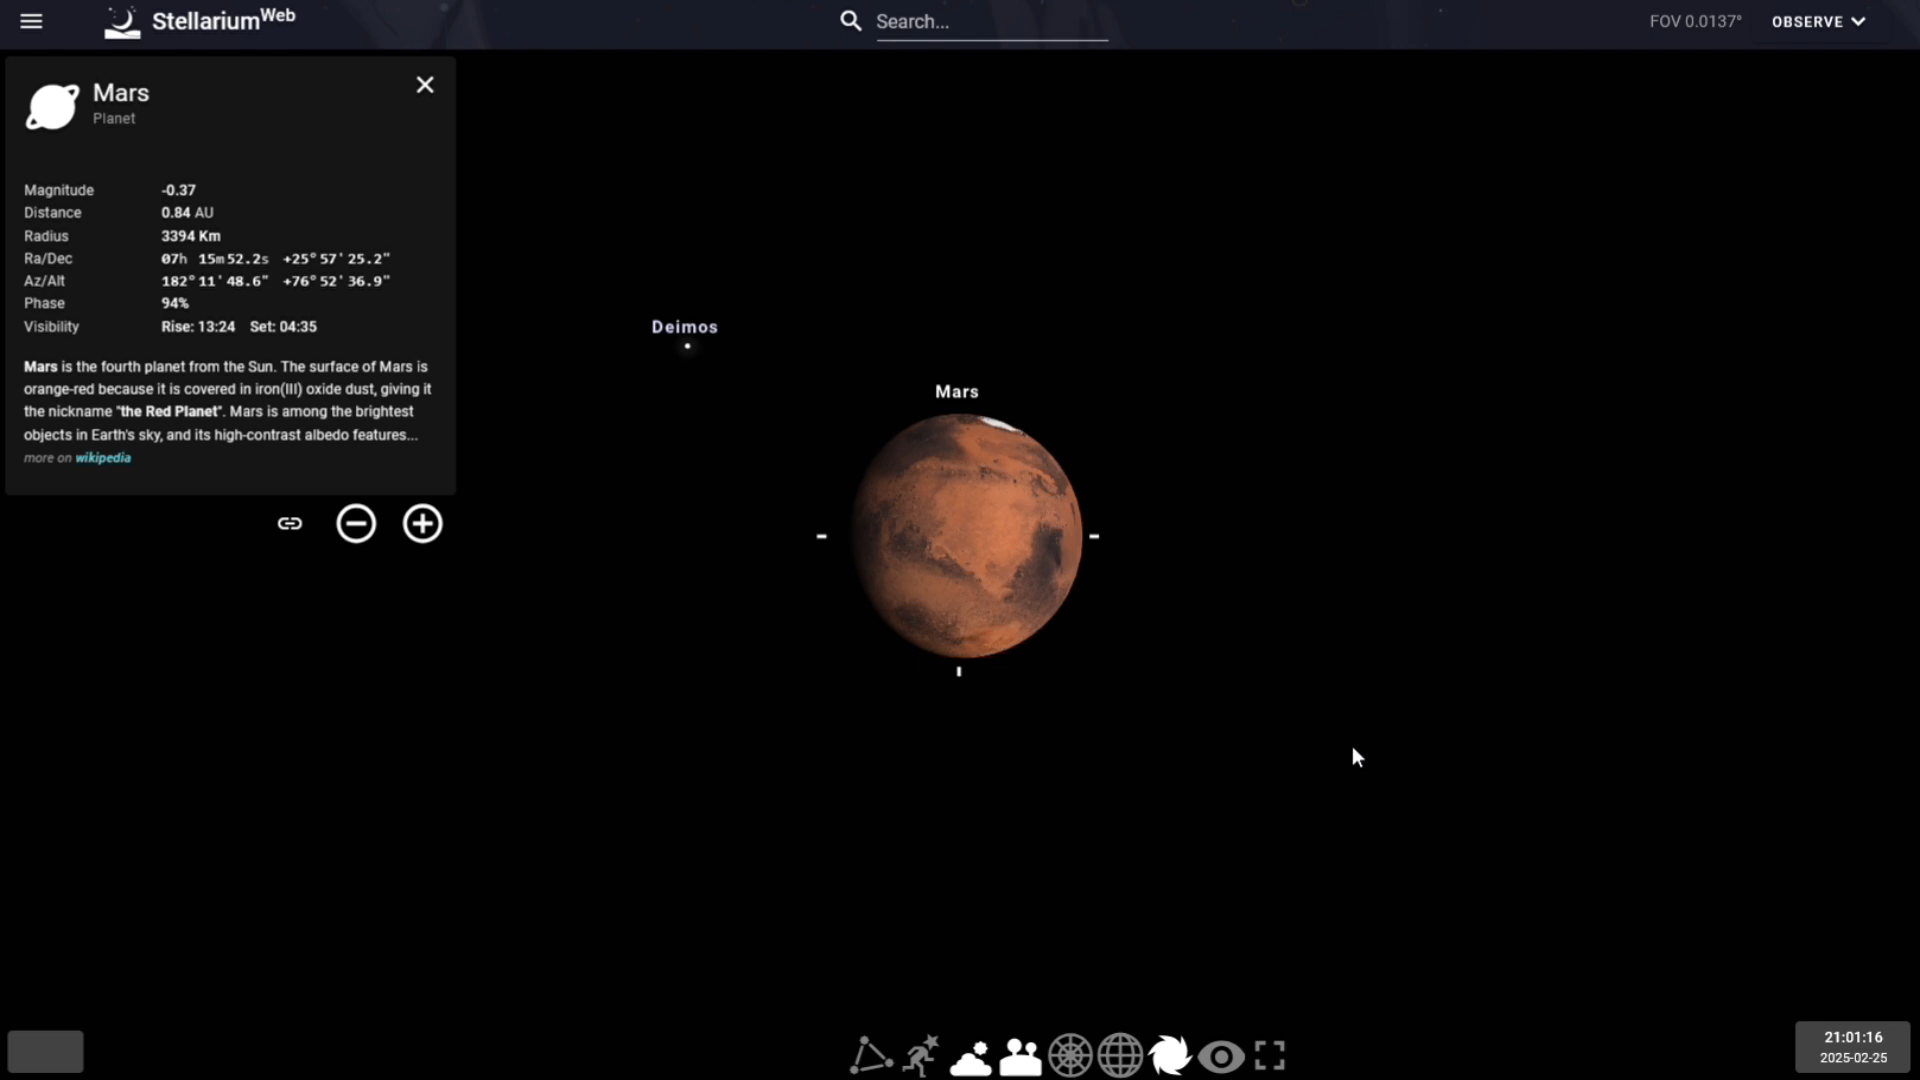 StellariumWeb
Search...
FOV 0.0137°
OBSERVE
Mars
Planet
Magnitude -0.37
Distance 0.84 AU
Radius 3394 Km
Ra/Dec 07h 15m 52.2s +25° 57' 25.2"
Az/Alt 182° 11' 48.6" +76° 52' 36.9"
Phase 94%
Visibility Rise: 13:24 Set: 04:35
Mars is the fourth planet from the Sun. The surface of Mars is
orange-red because it is covered in iron(III) oxide dust, giving it
the nickname "the Red Planet". Mars is among the brightest
objects in Earth's sky, and its high-contrast albedo features...
more on wikipedia
Deimos
Mars
21:01:16
2025-02-25